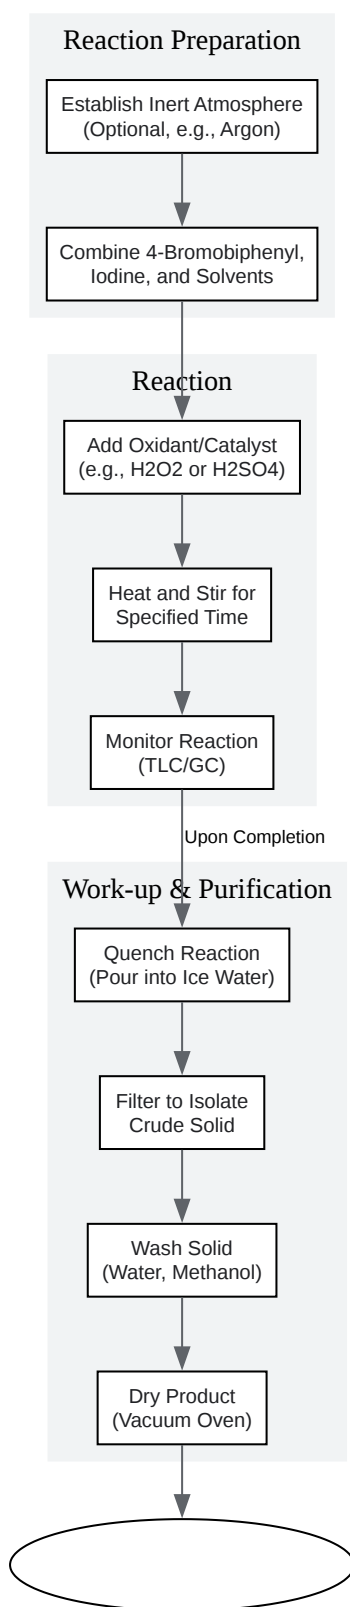 Reaction Preparation
Establish Inert Atmosphere
(Optional, e.g., Argon)
Combine 4-Bromobiphenyl,
Iodine, and Solvents
Reaction
Add Oxidant/Catalyst
(e.g., H2O2 or H2SO4)
Heat and Stir for
Specified Time
Monitor Reaction
(TLC/GC)
Upon Completion
Work-up & Purification
Quench Reaction
(Pour into Ice Water)
Filter to Isolate
Crude Solid
Wash Solid
(Water, Methanol)
Dry Product
(Vacuum Oven)